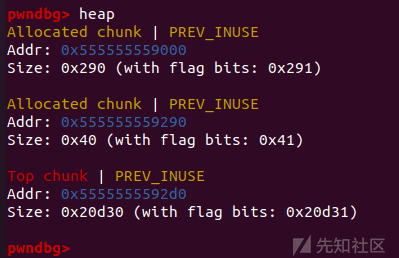 pwndbg> heap
Allocated chunk | PREV_INUSE
Addr: 0x555555559000
Size: 0x290 (with flag bits: 0x291)
Allocated chunk | PREV_INUSE
Addr: 0x555555559290
Size: 0x40 (with flag bits: 0x41)
Top chunk | PREV_INUSE
Addr: 0x5555555592d0
Size: 0x20d30 (with flag bits: 0x20d31)
pwndbg>
先知社区